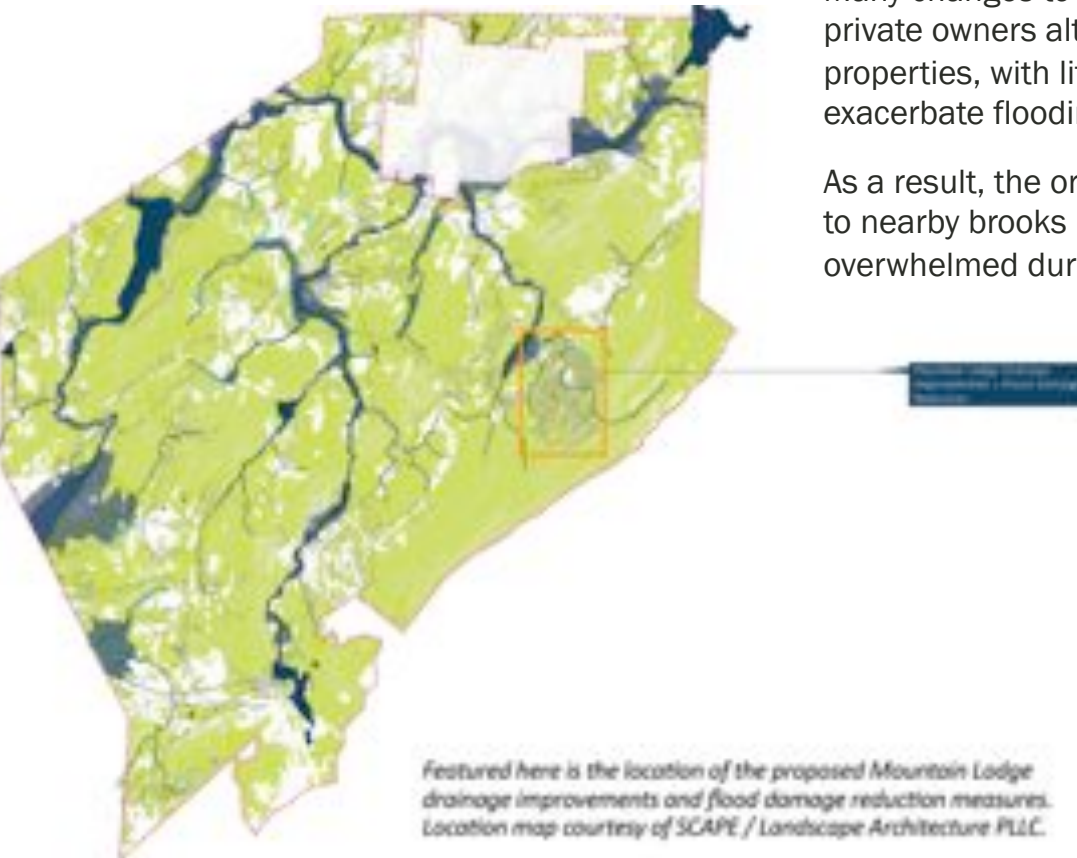 many changes to
private owners alt
properties, with lit
exacerbate floodin
As a result, the or
to nearby brooks
overwhelmed dur
Featured here is the location of the proposed Mountain Lodge
drainage improvements and flood damage reduction measures.
Location map courtesy of SCAPE / Landscape Architecture PLLC.